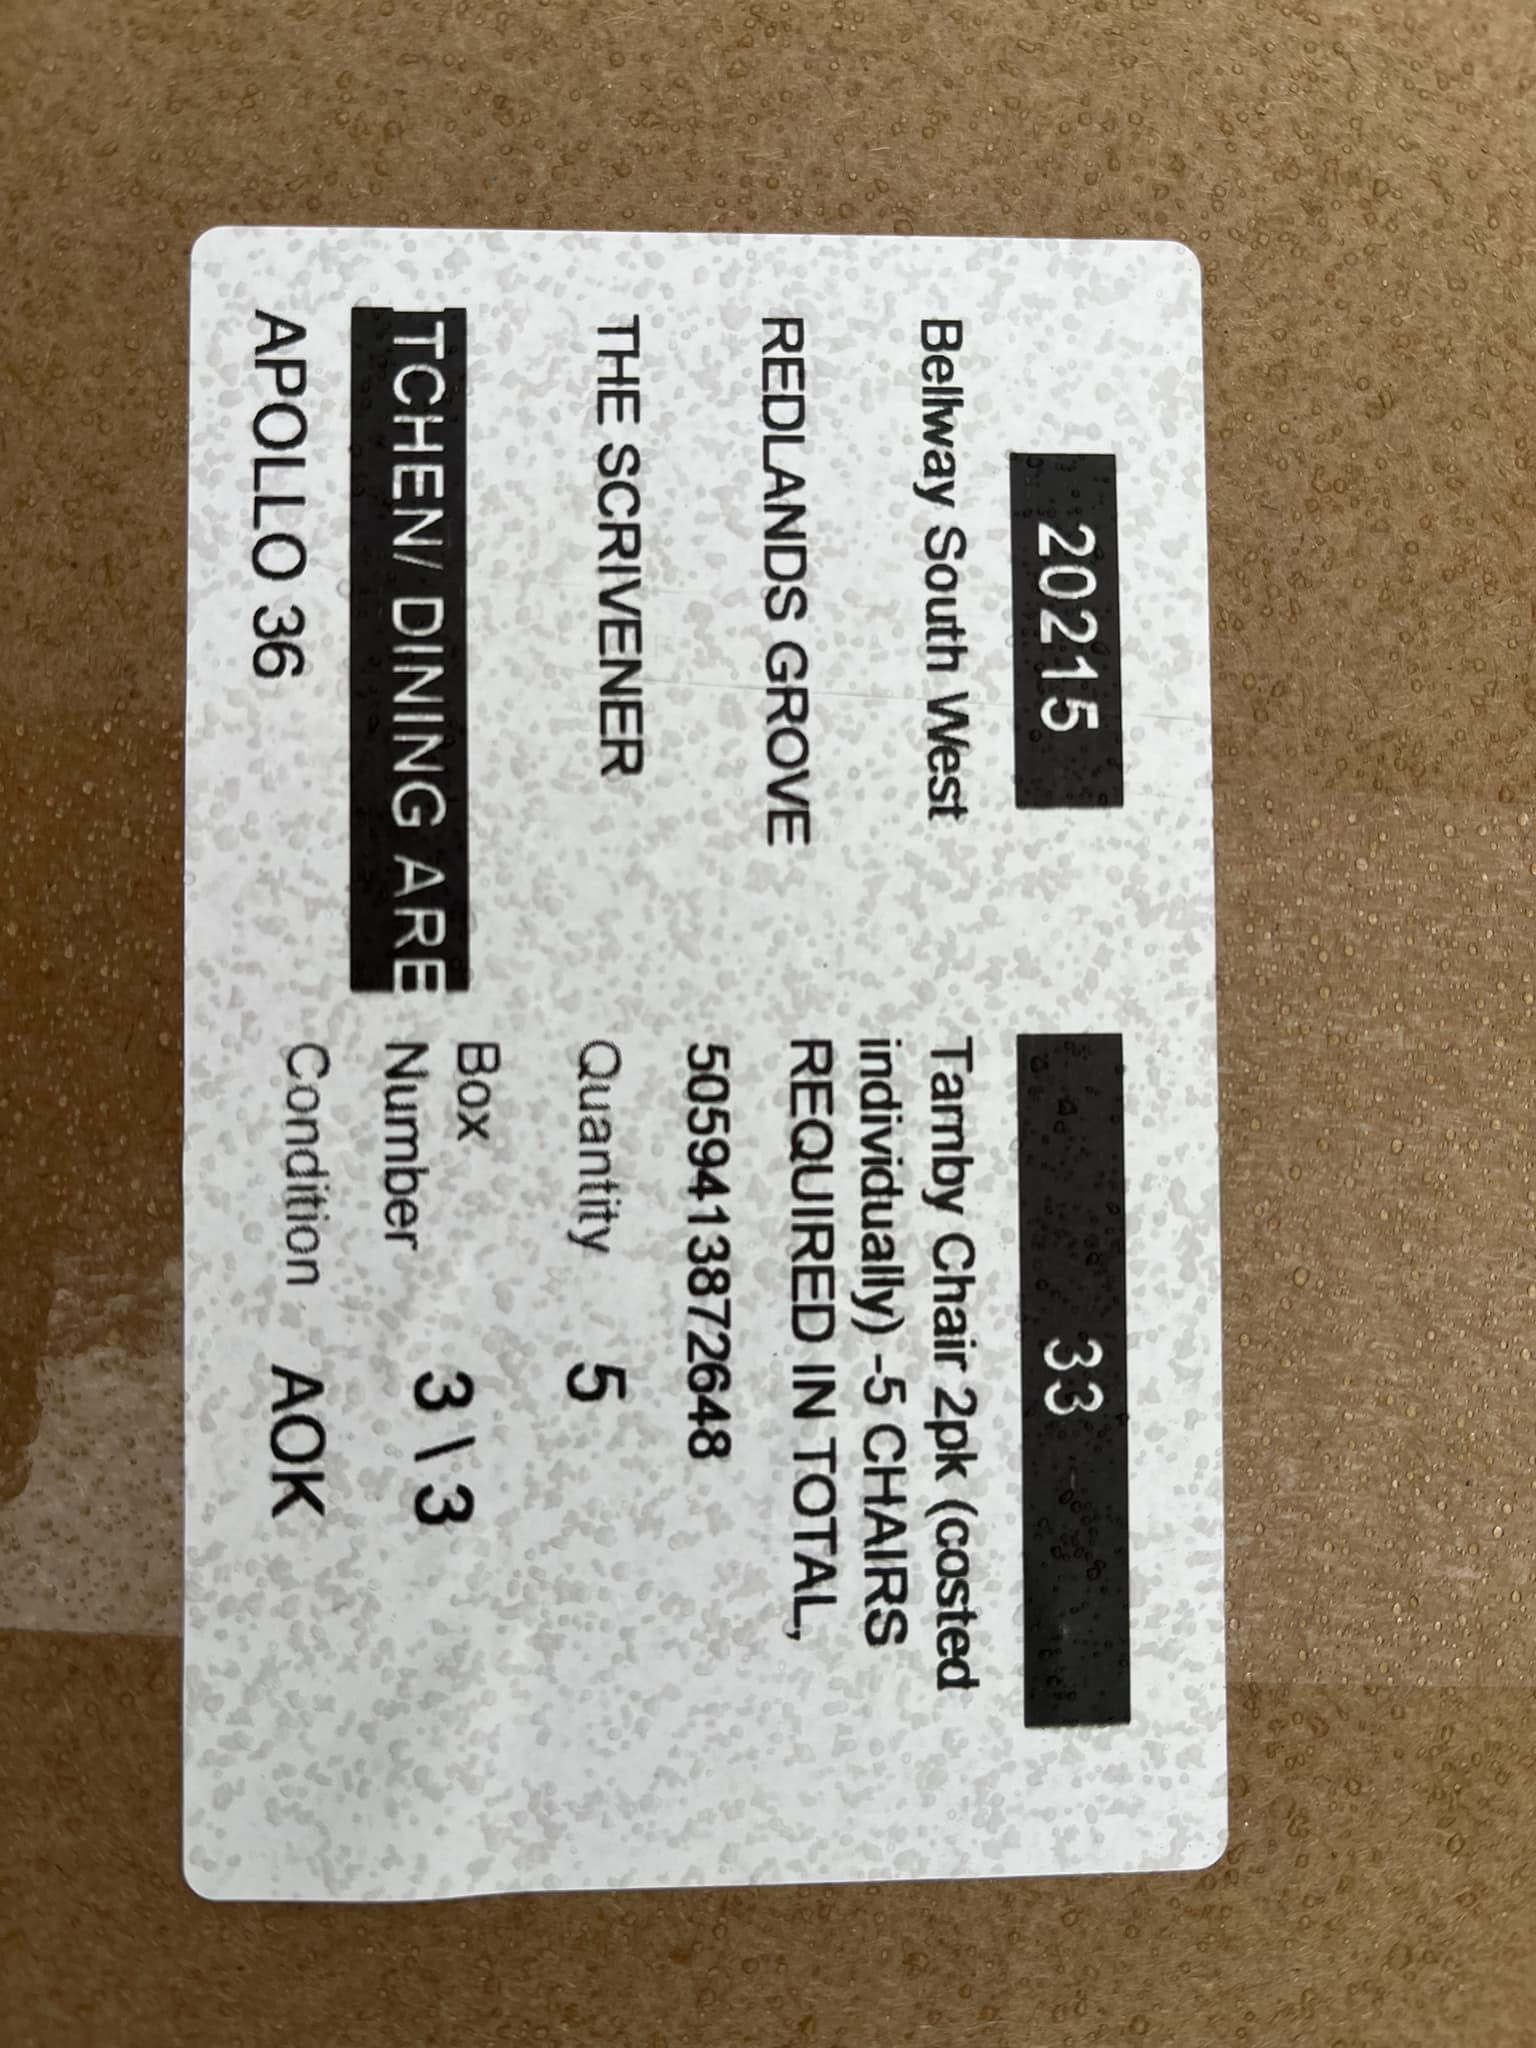 20215
Bellway South West
REDLANDS GROVE
THE SCRIVENER
TCHEN/ DINING ARE
APOLLO 36
33
Tarnby Chair 2pk (costed
individually) -5 CHAIRS
REQUIRED IN TOTAL,
5059413872648
Quantity 5
Box
Number 3 \ 3
Condition AOK